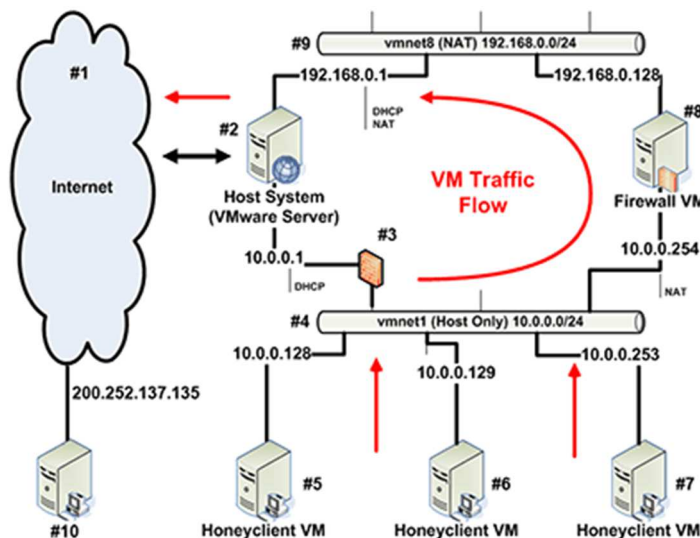 #9
vmnet8 (NAT) 192.168.0.0/24
#1
192.168.0.1
192.168.0.128
DHCP
NAT
#2
#8
Internet
Host System
(VMware Server)
VM Traffic
Flow
Firewall VM
#3
10.0.0.1
10.0.0.254
DHCP
NAT
#4
vmnet1 (Host Only) 10.0.0.0/24
10.0.0.128
10.0.0.129
10.0.0.253
200.252.137.135
#5
#6
#7
#10
Honeyclient VM
Honeyclient VM
Honeyclient VM